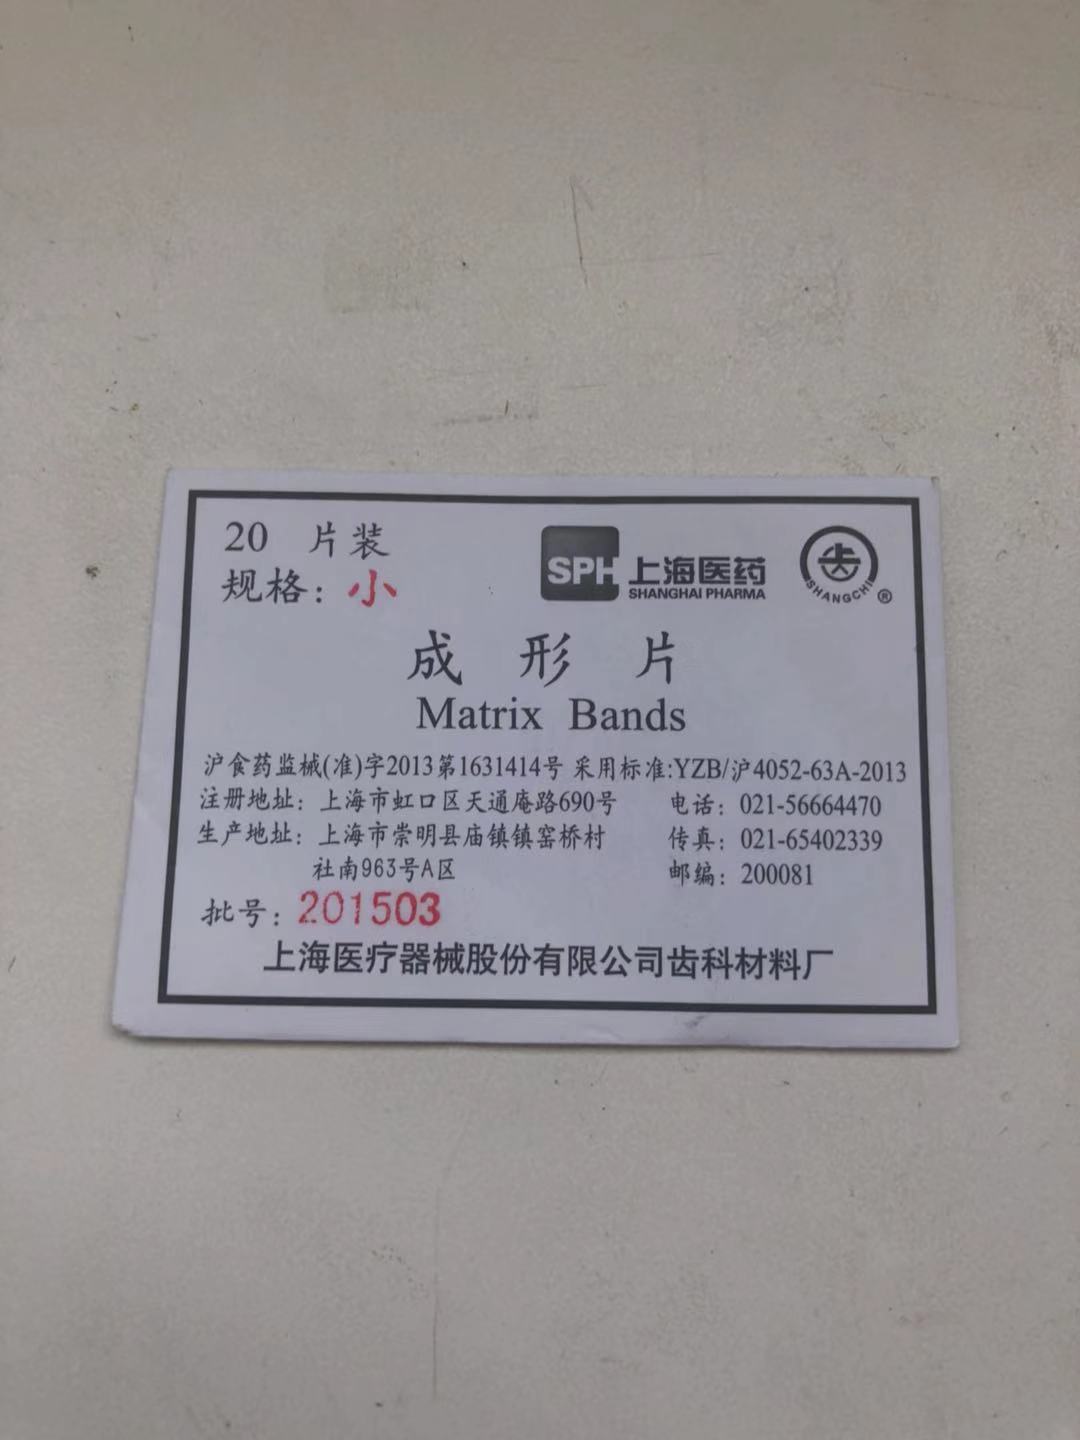 20 片装
规格：小
SPH 上海医药
SHANGHAI PHARMA
SHANGCHI ®
成 形 片
Matrix Bands
沪食药监械(准)字2013第1631414号 采用标准:YZB/沪4052-63A-2013
注册地址：上海市虹口区天通庵路690号 电话：021-56664470
生产地址：上海市崇明县庙镇镇窑桥村 传真：021-65402339
社南963号A区 邮编：200081
批号：201503
上海医疗器械股份有限公司齿科材料厂